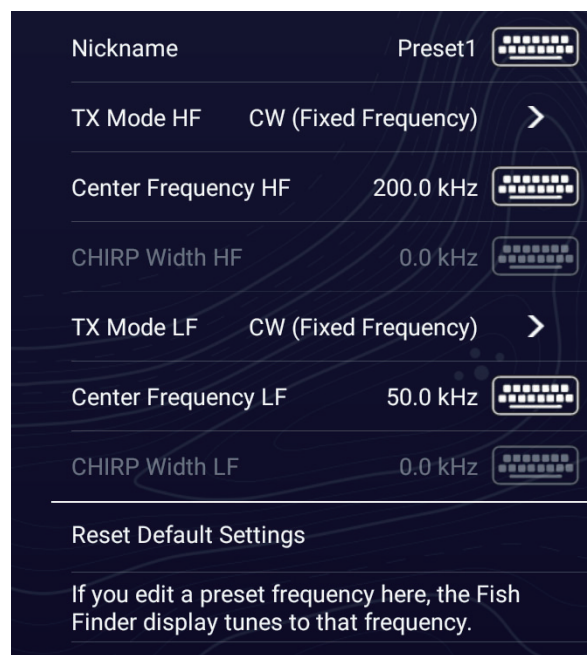 Nickname Preset1
TX Mode HF CW (Fixed Frequency)
Center Frequency HF 200.0 kHz
CHIRP Width HF 0.0 kHz
TX Mode LF CW (Fixed Frequency)
Center Frequency LF 50.0 kHz
CHIRP Width LF 0.0 kHz
Reset Default Settings
If you edit a preset frequency here, the Fish
Finder display tunes to that frequency.